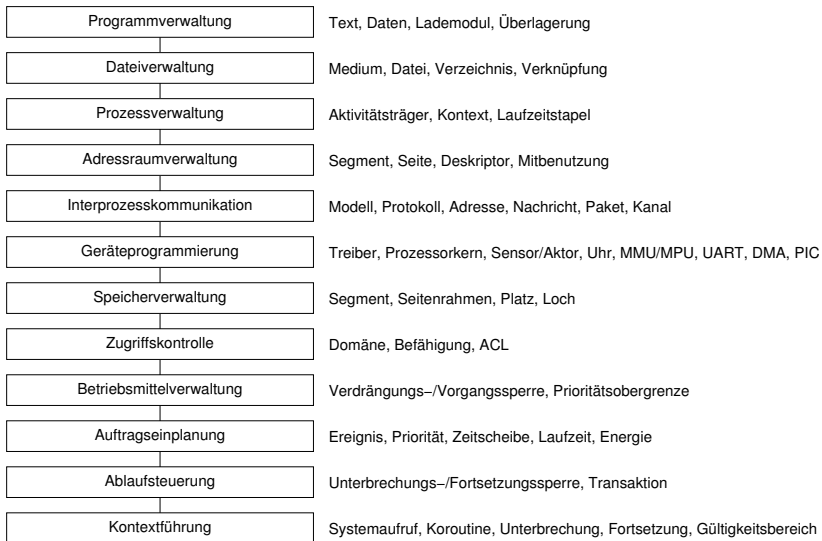 Programmverwaltung Text, Daten, Lademodul, Überlagerung
Dateiverwaltung Medium, Datei, Verzeichnis, Verknüpfung
Prozessverwaltung Aktivitätsträger, Kontext, Laufzeitstapel
Adressraumverwaltung Segment, Seite, Deskriptor, Mitbenutzung
Interprozesskommunikation Modell, Protokoll, Adresse, Nachricht, Paket, Kanal
Geräteprogrammierung Treiber, Prozessorkern, Sensor/Aktor, Uhr, MMU/MPU, UART, DMA, PIC
Speicherverwaltung Segment, Seitenrahmen, Platz, Loch
Zugriffskontrolle Domäne, Befähigung, ACL
Betriebsmittelverwaltung Verdrängungs−/Vorgangssperre, Prioritätsobergrenze
Auftragseinplanung Ereignis, Priorität, Zeitscheibe, Laufzeit, Energie
Ablaufsteuerung Unterbrechungs−/Fortsetzungssperre, Transaktion
Kontextführung Systemaufruf, Koroutine, Unterbrechung, Fortsetzung, Gültigkeitsbereich